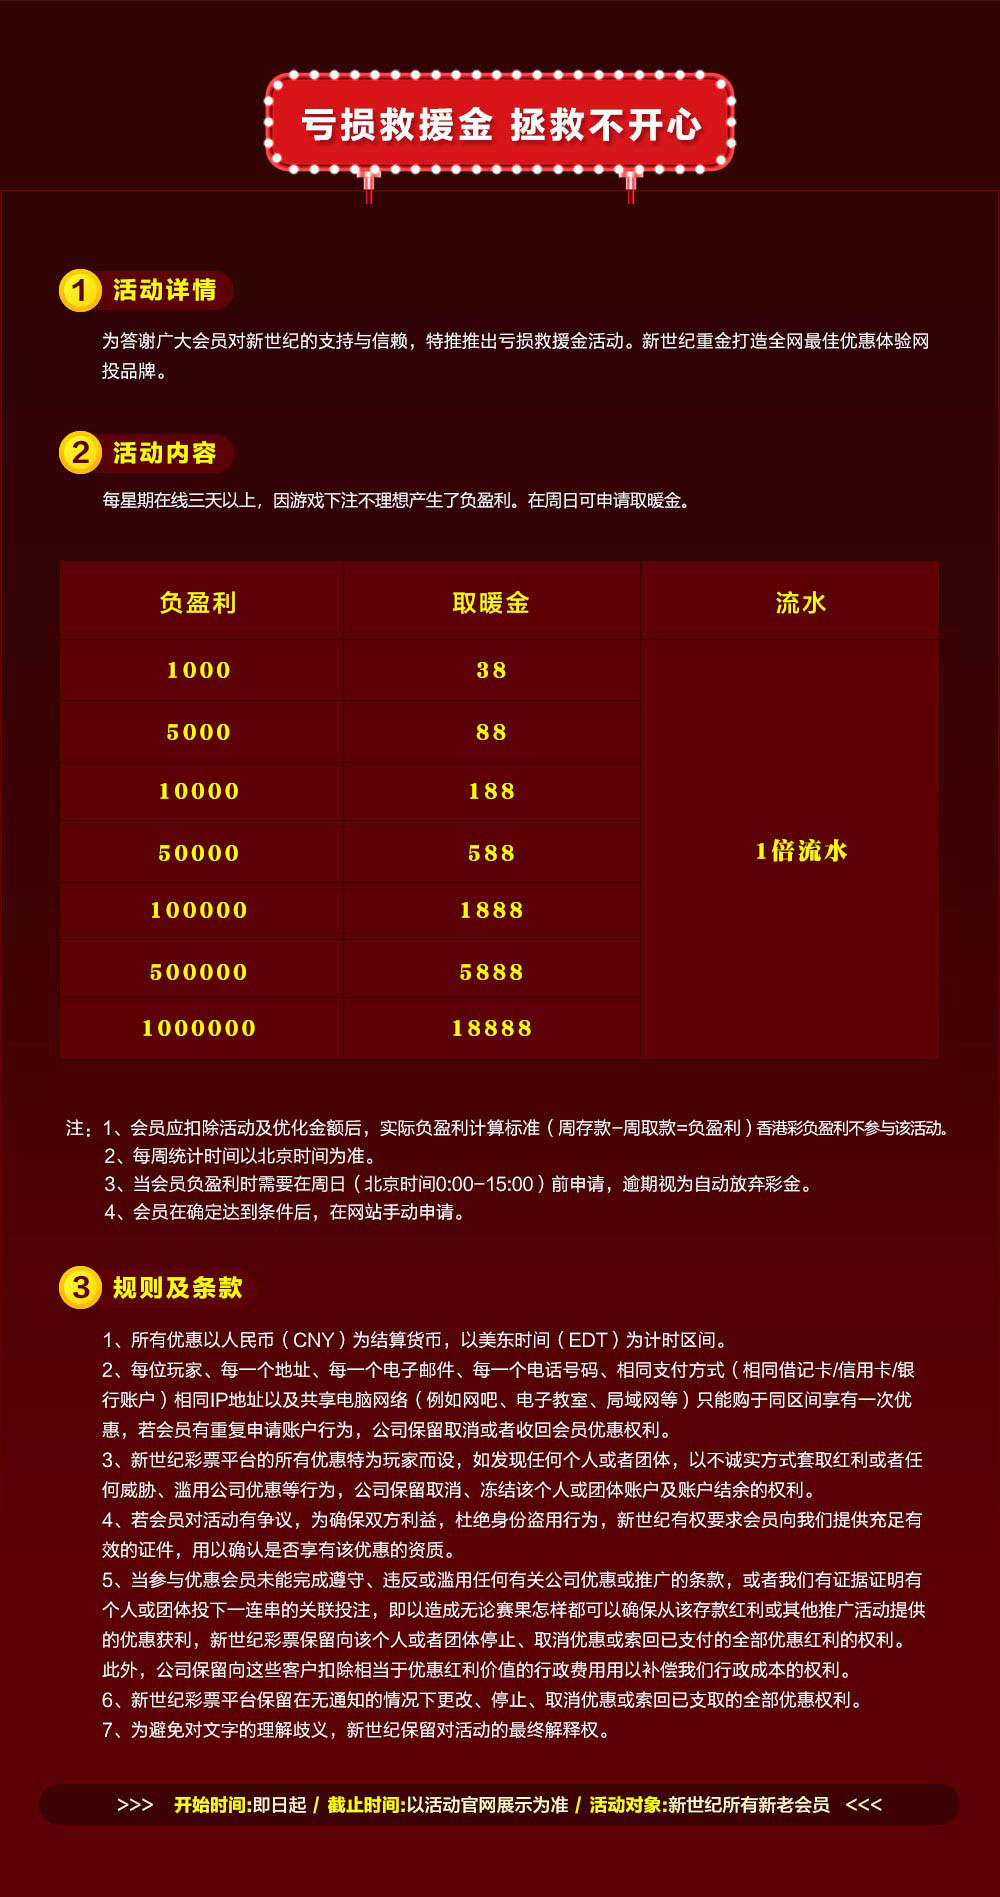 亏损救援金 拯救不开心
1 活动详情
为答谢广大会员对新世纪的支持与信赖，特推推出亏损救援金活动。新世纪重金打造全网最佳优惠体验网
投品牌。
2 活动内容
每星期在线三天以上，因游戏下注不理想产生了负盈利。在周日可申请取暖金。
负盈利 取暖金 流水
1000 38
5000 88
10000 188
50000 588 1倍流水
100000 1888
500000 5888
1000000 18888
注：1、会员应扣除活动及优化金额后，实际负盈利计算标准（周存款-周取款=负盈利）香港彩负盈利不参与该活动。
2、每周统计时间以北京时间为准。
3、当会员负盈利时需要在周日（北京时间0:00-15:00）前申请，逾期视为自动放弃彩金。
4、会员在确定达到条件后，在网站手动申请。
3 规则及条款
1、所有优惠以人民币（CNY）为结算货币，以美东时间（EDT）为计时区间。
2、每位玩家、每一个地址、每一个电子邮件、每一个电话号码、相同支付方式（相同借记卡/信用卡/银
行账户）相同IP地址以及共享电脑网络（例如网吧、电子教室、局域网等）只能购于同区间享有一次优
惠，若会员有重复申请账户行为，公司保留取消或者收回会员优惠权利。
3、新世纪彩票平台的所有优惠特为玩家而设，如发现任何个人或者团体，以不诚实方式套取红利或者任
何威胁、滥用公司优惠等行为，公司保留取消、冻结该个人或团体账户及账户结余的权利。
4、若会员对活动有争议，为确保双方利益，杜绝身份盗用行为，新世纪有权要求会员向我们提供充足有
效的证件，用以确认是否享有该优惠的资质。
5、当参与优惠会员未能完成遵守、违反或滥用任何有关公司优惠或推广的条款，或者我们有证据证明有
个人或团体投下一连串的关联投注，即以造成无论赛果怎样都可以确保从该存款红利或其他推广活动提供
的优惠获利，新世纪彩票保留向该个人或者团体停止、取消优惠或索回已支付的全部优惠红利的权利。
此外，公司保留向这些客户扣除相当于优惠红利价值的行政费用用以补偿我们行政成本的权利。
6、新世纪彩票平台保留在无通知的情况下更改、停止、取消优惠或索回已支取的全部优惠权利。
7、为避免对文字的理解歧义，新世纪保留对活动的最终解释权。
>>> 开始时间:即日起 / 截止时间:以活动官网展示为准 / 活动对象:新世纪所有新老会员 <<<